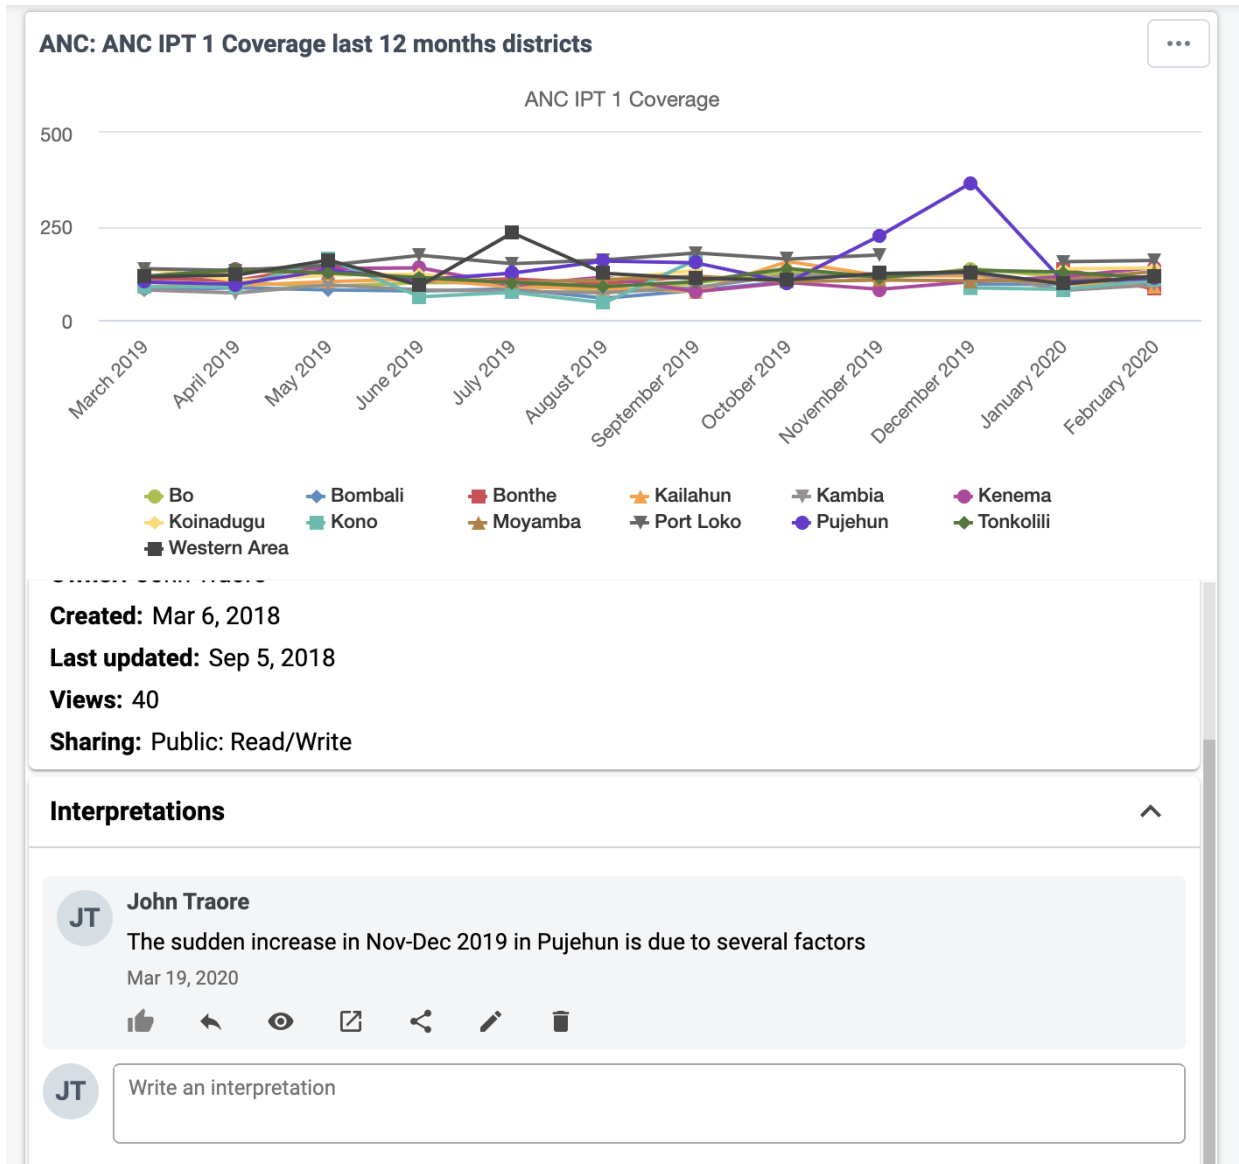 ANC: ANC IPT 1 Coverage last 12 months districts
ANC IPT 1 Coverage
500
250
0
March 2019
April 2019
May 2019
June 2019
July 2019
August 2019
September 2019
October 2019
November 2019
December 2019
January 2020
February 2020
Bo Bombali Bonthe Kailahun Kambia Kenema
Koinadugu Kono Moyamba Port Loko Pujehun Tonkolili
Western Area
Created: Mar 6, 2018
Last updated: Sep 5, 2018
Views: 40
Sharing: Public: Read/Write
Interpretations
JT John Traore
The sudden increase in Nov-Dec 2019 in Pujehun is due to several factors
Mar 19, 2020
JT Write an interpretation